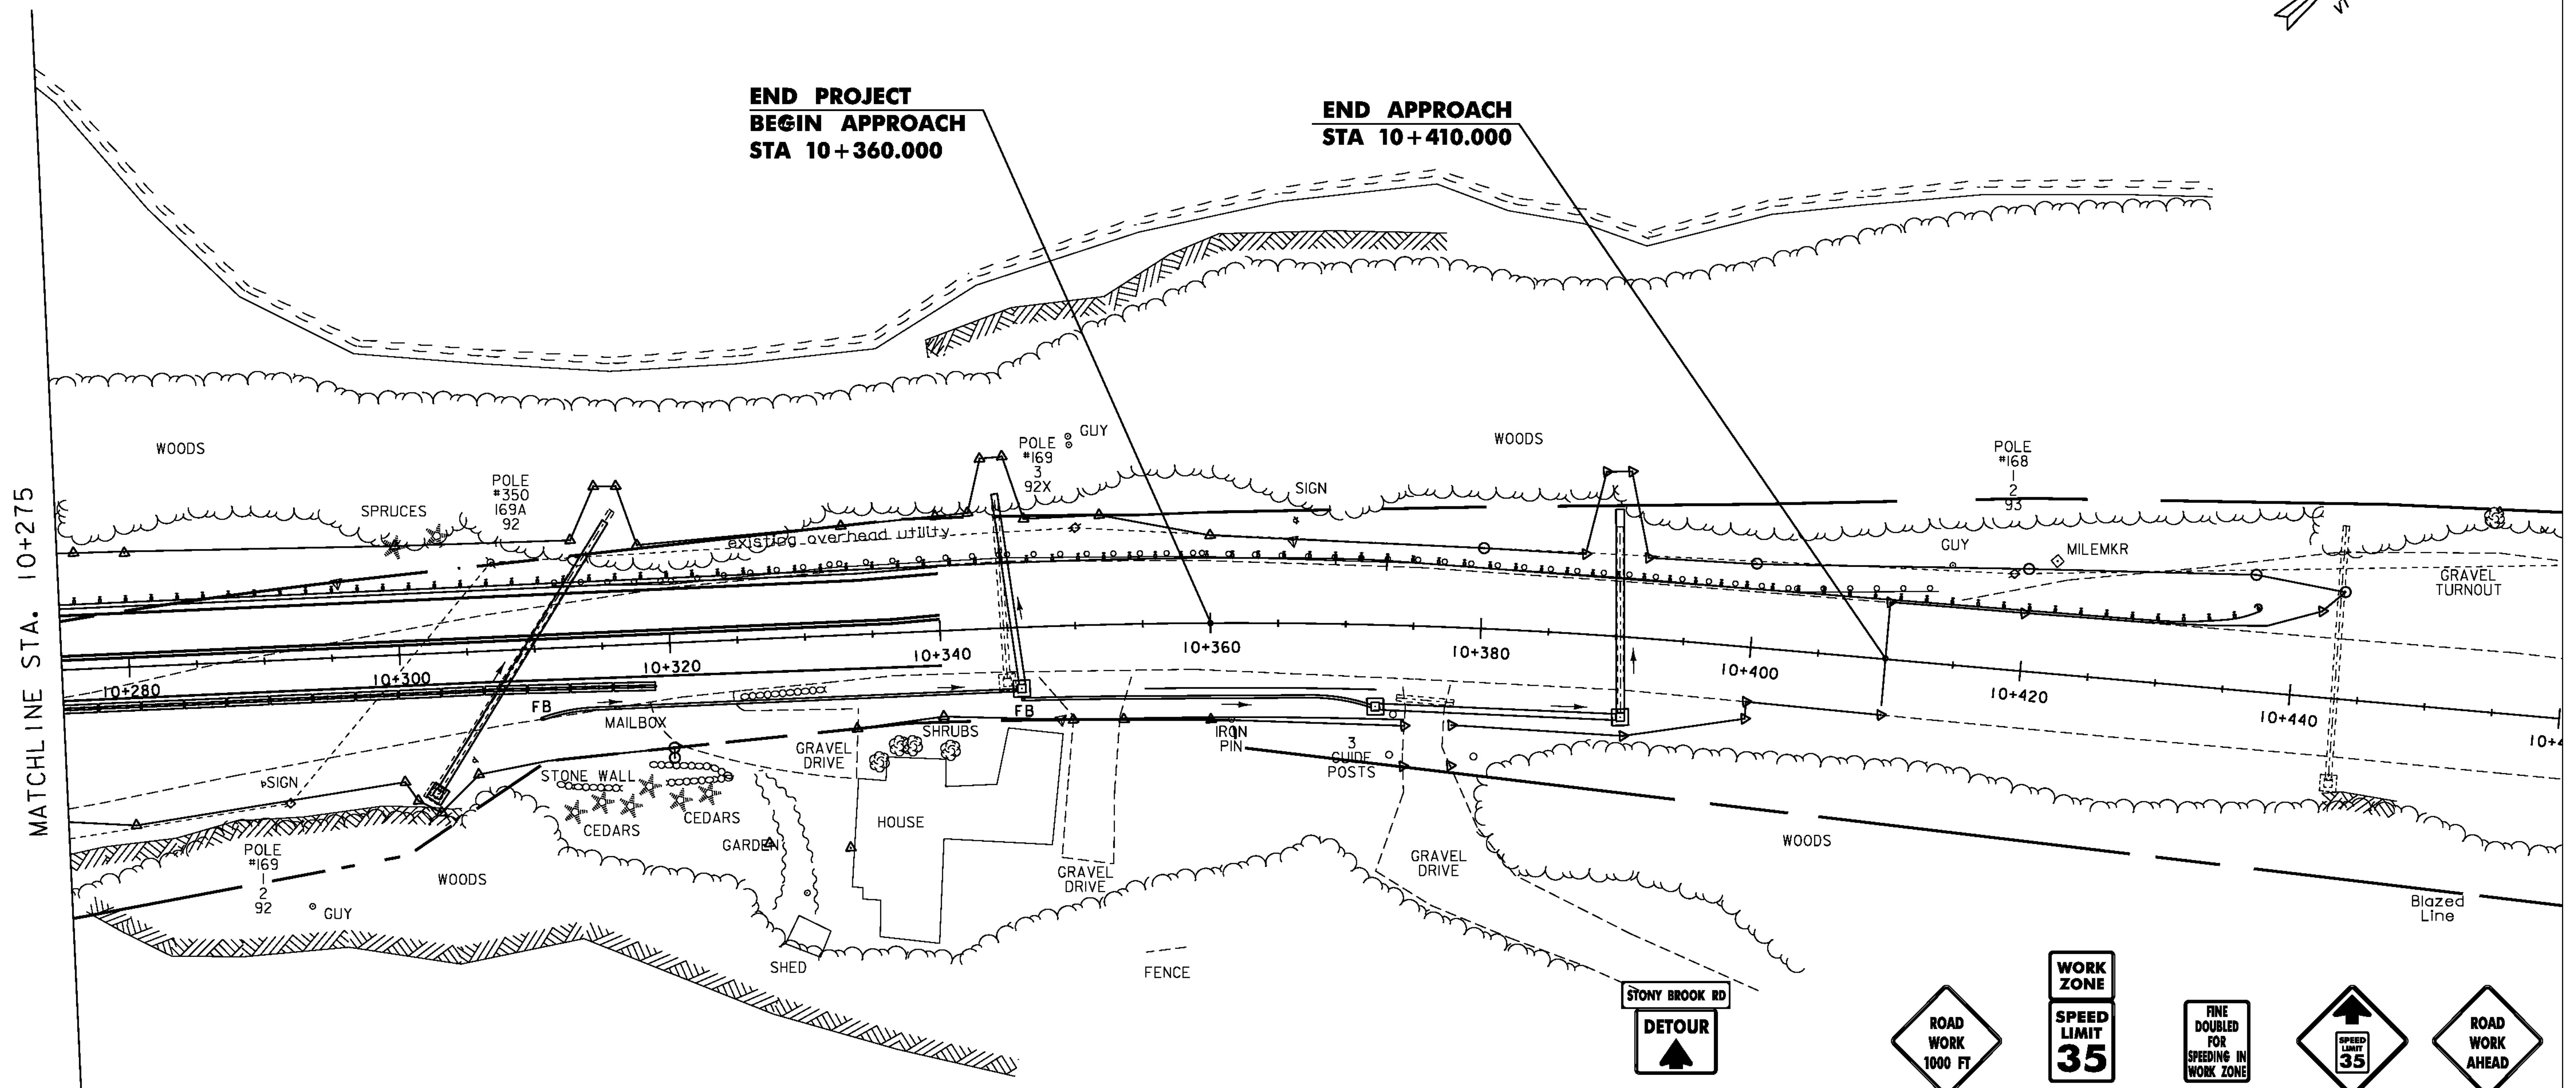 END PROJECT
BEGIN APPROACH
STA 10+360.000
END APPROACH
STA 10+410.000
MATCHLINE STA. 10+275
WOODS
SPRUCES
POLE
#350
169A
92
existing overhead utility
POLE
#169
3
92X
GUY
SIGN
WOODS
POLE
#168
1
2
93
GUY
MILEMKR
GRAVEL
TURNOUT
10+280
10+300
10+320
10+340
10+360
10+380
10+400
10+420
10+440
10+4
FB
FB
MAILBOX
SIGN
STONE WALL
CEDARS
CEDARS
GRAVEL
DRIVE
SHRUBS
HOUSE
GARDEN
IRON
PIN
3
GUIDE
POSTS
GRAVEL
DRIVE
GRAVEL
DRIVE
WOODS
POLE
#169
1
2
92
GUY
WOODS
SHED
FENCE
Blazed
Line
STONY BROOK RD
DETOUR
ROAD
WORK
1000 FT
WORK
ZONE
SPEED
LIMIT
35
FINE
DOUBLED
FOR
SPEEDING IN
WORK ZONE
SPEED
LIMIT
35
ROAD
WORK
AHEAD